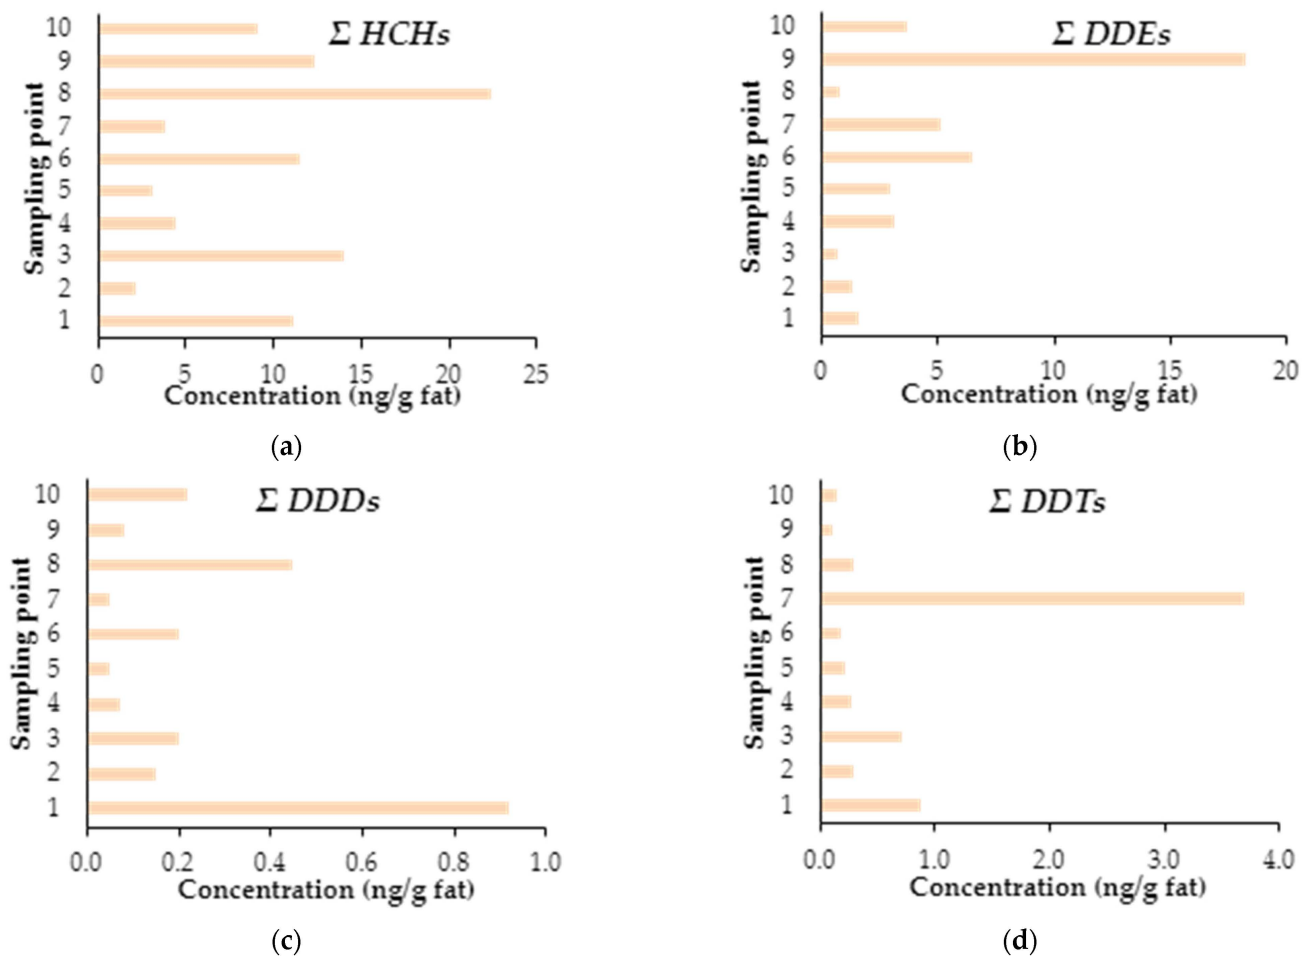 Σ HCHs
Sampling point
10
9
8
7
6
5
4
3
2
1
0 5 10 15 20 25
Concentration (ng/g fat)
(a)
Σ DDEs
Sampling point
10
9
8
7
6
5
4
3
2
1
0 5 10 15 20
Concentration (ng/g fat)
(b)
Σ DDDs
Sampling point
10
9
8
7
6
5
4
3
2
1
0.0 0.2 0.4 0.6 0.8 1.0
Concentration (ng/g fat)
(c)
Σ DDTs
Sampling point
10
9
8
7
6
5
4
3
2
1
0.0 1.0 2.0 3.0 4.0
Concentration (ng/g fat)
(d)